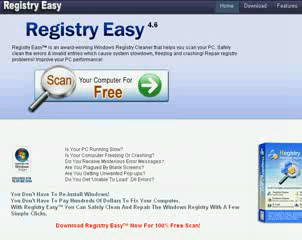 Registry Easy
Home Download Features
Registry Easy 4.6
Registry Easy™ is an award-winning Windows Registry Cleaner that helps you scan your PC. Safely
clean the errors & invalid entries which cause system slowdown, freezing and crashing! Repair registry
problems! Improve your PC performance!
Scan Your Computer For
Free
Is Your PC Running Slow?
Is Your Computer Freezing Or Crashing?
Do You Receive Mysterious Error Messages?
Are You Plagued By Blank Screens?
Are You Getting Unwanted Pop-ups?
Do You Get 'Unable To Load' .Dll Errors?
You Don't Have To Re-install Windows!
You Don't Have To Pay Hundreds Of Dollars To Fix Your Computer.
With Registry Easy™ You Can Safely Clean And Repair The Windows Registry With A Few
Simple Clicks.
Download Registry Easy™ Now For 100% Free Scan!
Registry